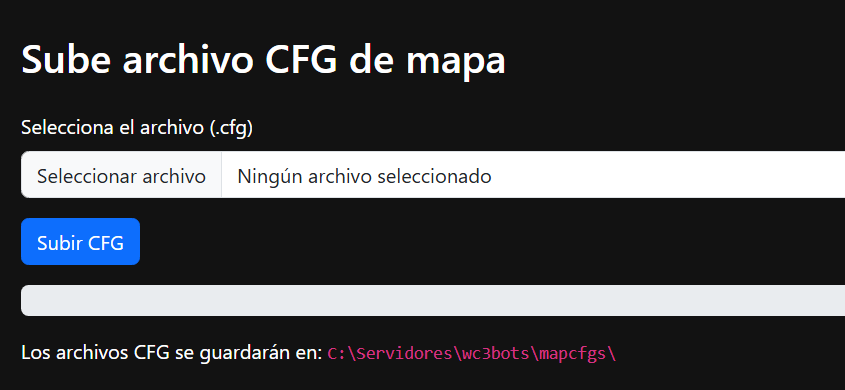 Sube archivo CFG de mapa
Selecciona el archivo (.cfg)
Seleccionar archivo Ningún archivo seleccionado
Subir CFG
Los archivos CFG se guardarán en: C:\Servidores\wc3bots\mapcfgs\